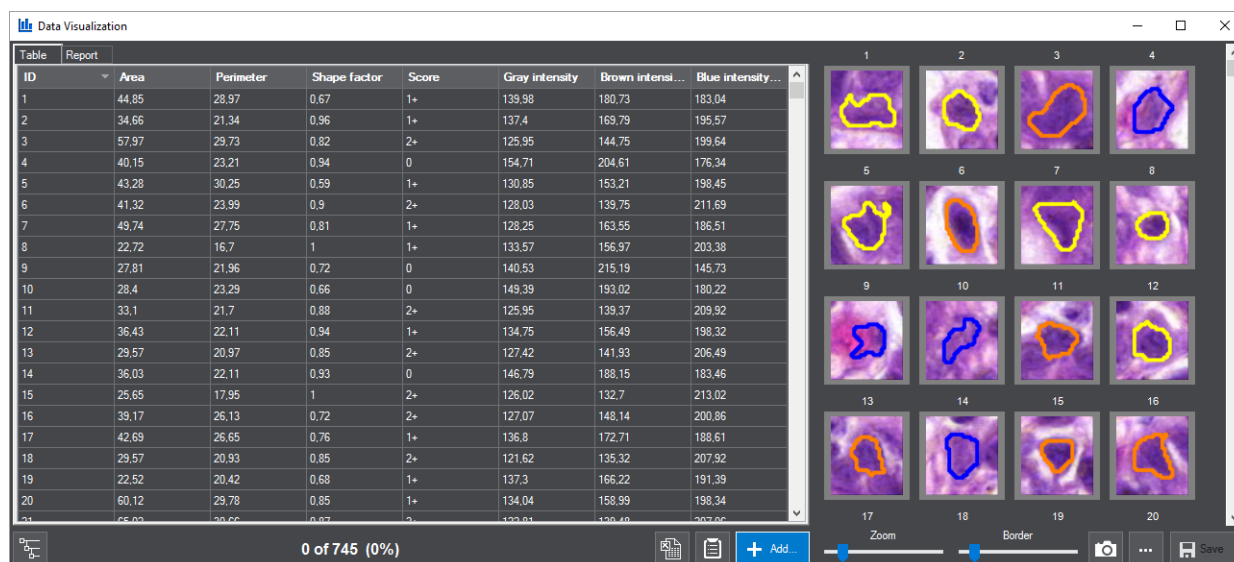 Data Visualization
Table Report
ID Area Perimeter Shape factor Score Gray intensity Brown intensi... Blue intensity...
1 44,85 28,97 0,67 1+ 139,98 180,73 183,04
2 34,66 21,34 0,96 1+ 137,4 169,79 195,57
3 57,97 29,73 0,82 2+ 125,95 144,75 199,64
4 40,15 23,21 0,94 0 154,71 204,61 176,34
5 43,28 30,25 0,59 1+ 130,85 153,21 198,45
6 41,32 23,99 0,9 2+ 128,03 139,75 211,69
7 49,74 27,75 0,81 1+ 128,25 163,55 186,51
8 22,72 16,7 1 1+ 133,57 156,97 203,38
9 27,81 21,96 0,72 0 140,53 215,19 145,73
10 28,4 23,29 0,66 0 149,39 193,02 180,22
11 33,1 21,7 0,88 2+ 125,95 139,37 209,92
12 36,43 22,11 0,94 1+ 134,75 156,49 198,32
13 29,57 20,97 0,85 2+ 127,42 141,93 206,49
14 36,03 22,11 0,93 0 146,79 188,15 183,46
15 25,65 17,95 1 2+ 126,02 132,7 213,02
16 39,17 26,13 0,72 2+ 127,07 148,14 200,86
17 42,69 26,65 0,76 1+ 136,8 172,71 188,61
18 29,57 20,93 0,85 2+ 121,62 135,32 207,92
19 22,52 20,42 0,68 1+ 137,3 166,22 191,39
20 60,12 29,78 0,85 1+ 134,04 158,99 198,34
0 of 745 (0%)
Add...
1 2 3 4
5 6 7 8
9 10 11 12
13 14 15 16
17 18 19 20
Zoom Border
Save